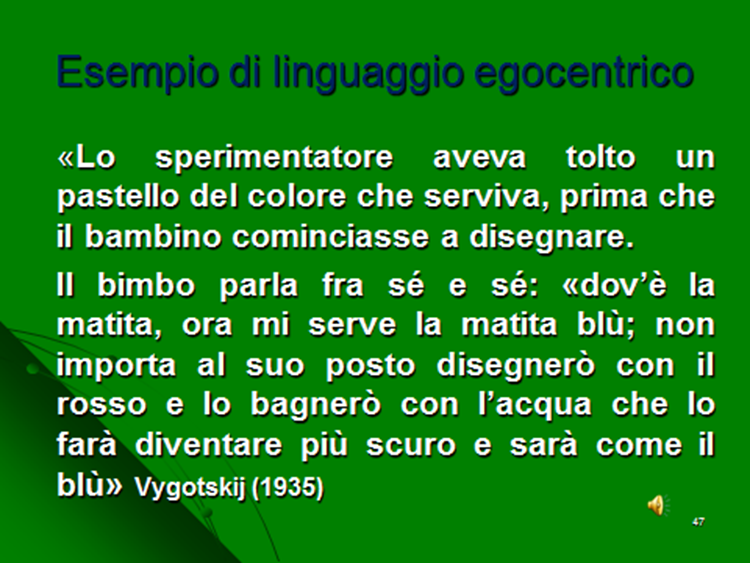 Esempio di linguaggio egocentrico
«Lo sperimentatore aveva tolto un
pastello del colore che serviva, prima che
il bambino cominciasse a disegnare.
Il bimbo parla fra sé e sé: «dov’è la
matita, ora mi serve la matita blù; non
importa al suo posto disegnerò con il
rosso e lo bagnerò con l’acqua che lo
farà diventare più scuro e sarà come il
blù» Vygotskij (1935)
47